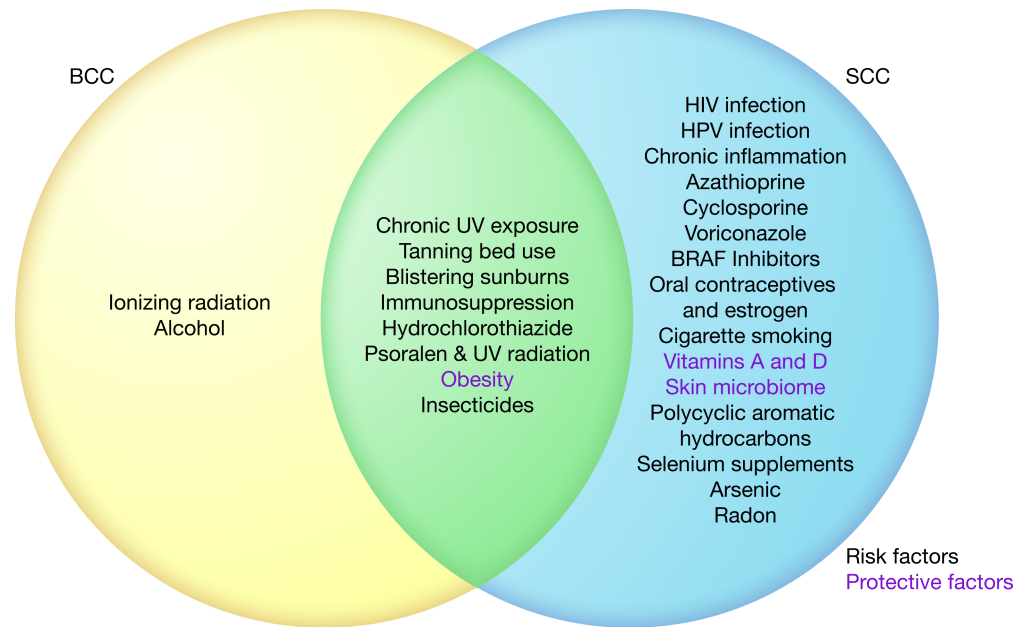 BCC
SCC
Ionizing radiation
Alcohol
Chronic UV exposure
Tanning bed use
Blistering sunburns
Immunosuppression
Hydrochlorothiazide
Psoralen & UV radiation
Obesity
Insecticides
HIV infection
HPV infection
Chronic inflammation
Azathioprine
Cyclosporine
Voriconazole
BRAF Inhibitors
Oral contraceptives
and estrogen
Cigarette smoking
Vitamins A and D
Skin microbiome
Polycyclic aromatic
hydrocarbons
Selenium supplements
Arsenic
Radon
Risk factors
Protective factors